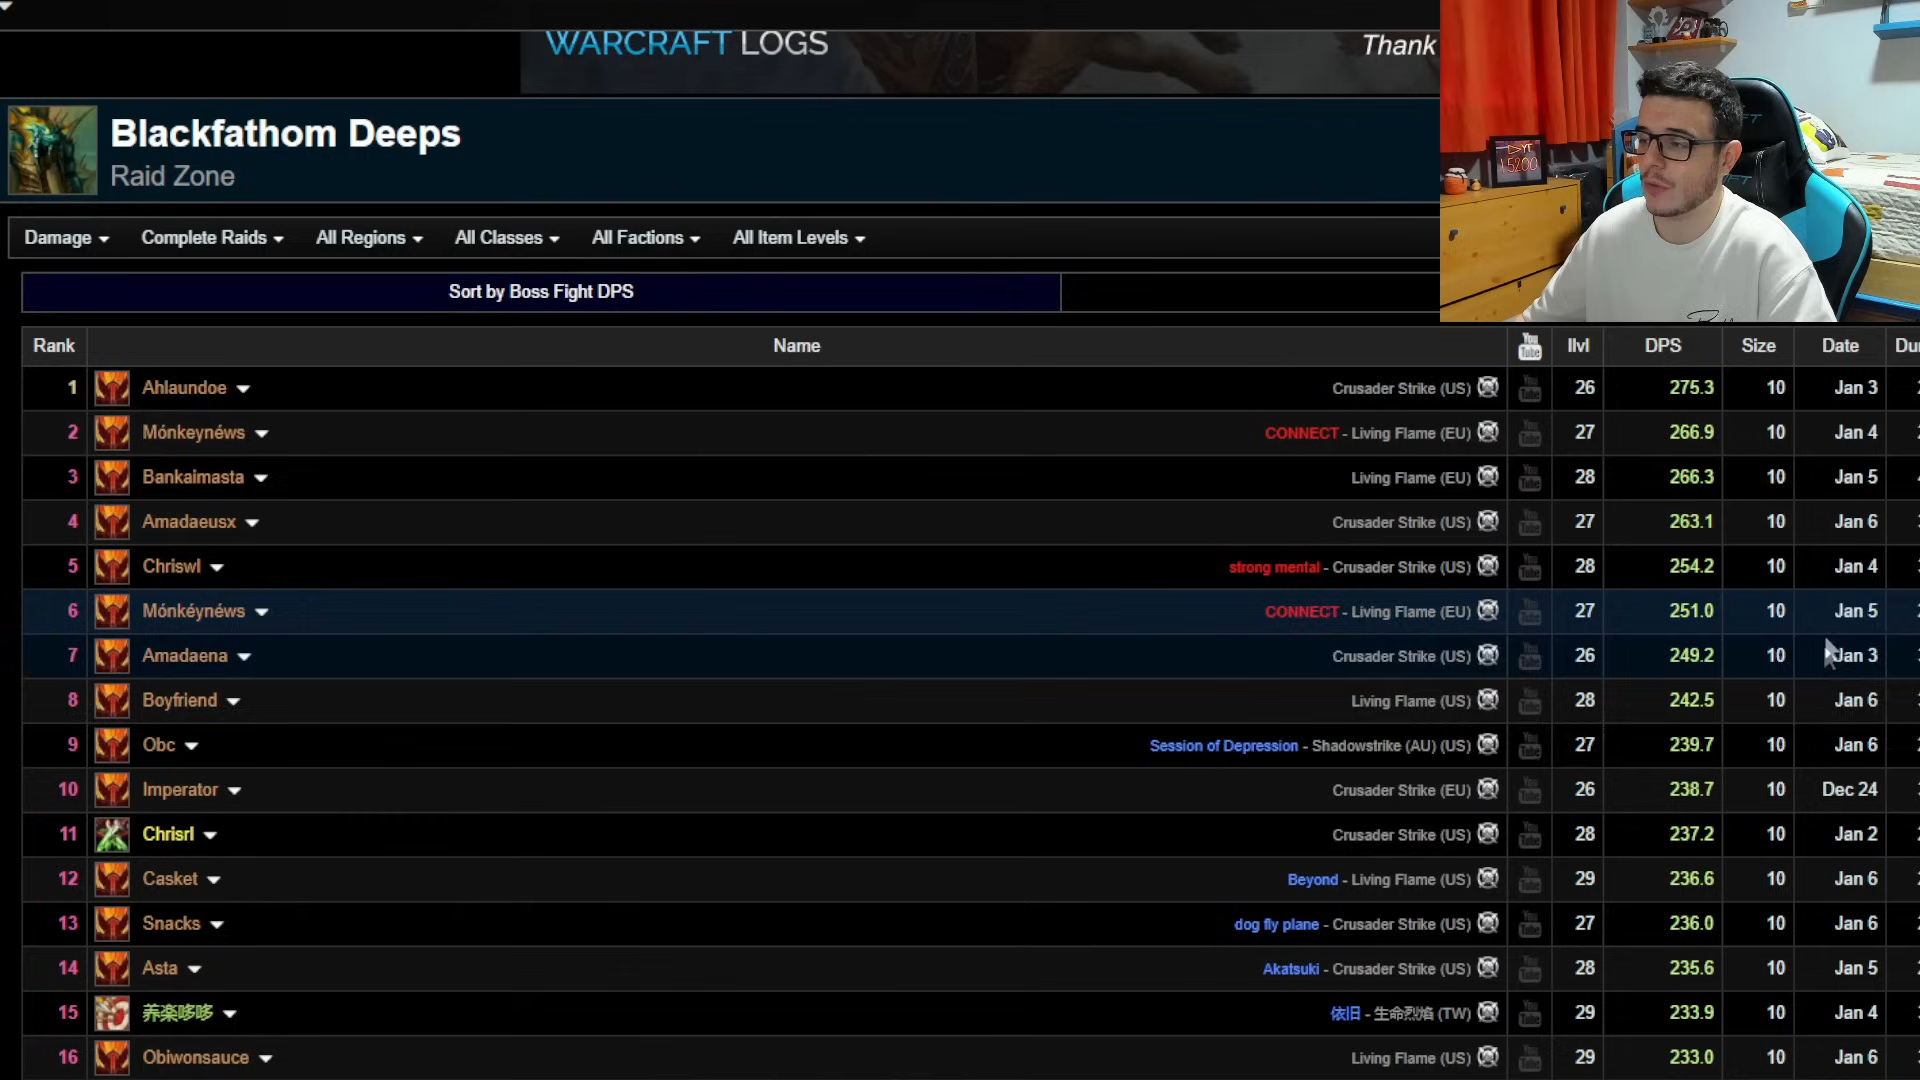 WARCRAFT LOGS
Thank
Blackfathom Deeps
Raid Zone
Damage
Complete Raids
All Regions
All Classes
All Factions
All Item Levels
Sort by Boss Fight DPS
Rank Name You Tube Ilvl DPS Size Date
1 Ahlaundoe Crusader Strike (US) 26 275.3 10 Jan 3
2 Mónkeynéws CONNECT - Living Flame (EU) 27 266.9 10 Jan 4
3 Bankaimasta Living Flame (EU) 28 266.3 10 Jan 5
4 Amadaeusx Crusader Strike (US) 27 263.1 10 Jan 6
5 Chriswl strong mental - Crusader Strike (US) 28 254.2 10 Jan 4
6 Mónkéynéws CONNECT - Living Flame (EU) 27 251.0 10 Jan 5
7 Amadaena Crusader Strike (US) 26 249.2 10 Jan 3
8 Boyfriend Living Flame (US) 28 242.5 10 Jan 6
9 Obc Session of Depression - Shadowstrike (AU) (US) 27 239.7 10 Jan 6
10 Imperator Crusader Strike (EU) 26 238.7 10 Dec 24
11 Chrisrl Crusader Strike (US) 28 237.2 10 Jan 2
12 Casket Beyond - Living Flame (US) 29 236.6 10 Jan 6
13 Snacks dog fly plane - Crusader Strike (US) 27 236.0 10 Jan 6
14 Asta Akatsuki - Crusader Strike (US) 28 235.6 10 Jan 5
15 养楽哆哆 依旧 - 生命烈焰 (TW) 29 233.9 10 Jan 4
16 Obiwonsauce Living Flame (US) 29 233.0 10 Jan 6